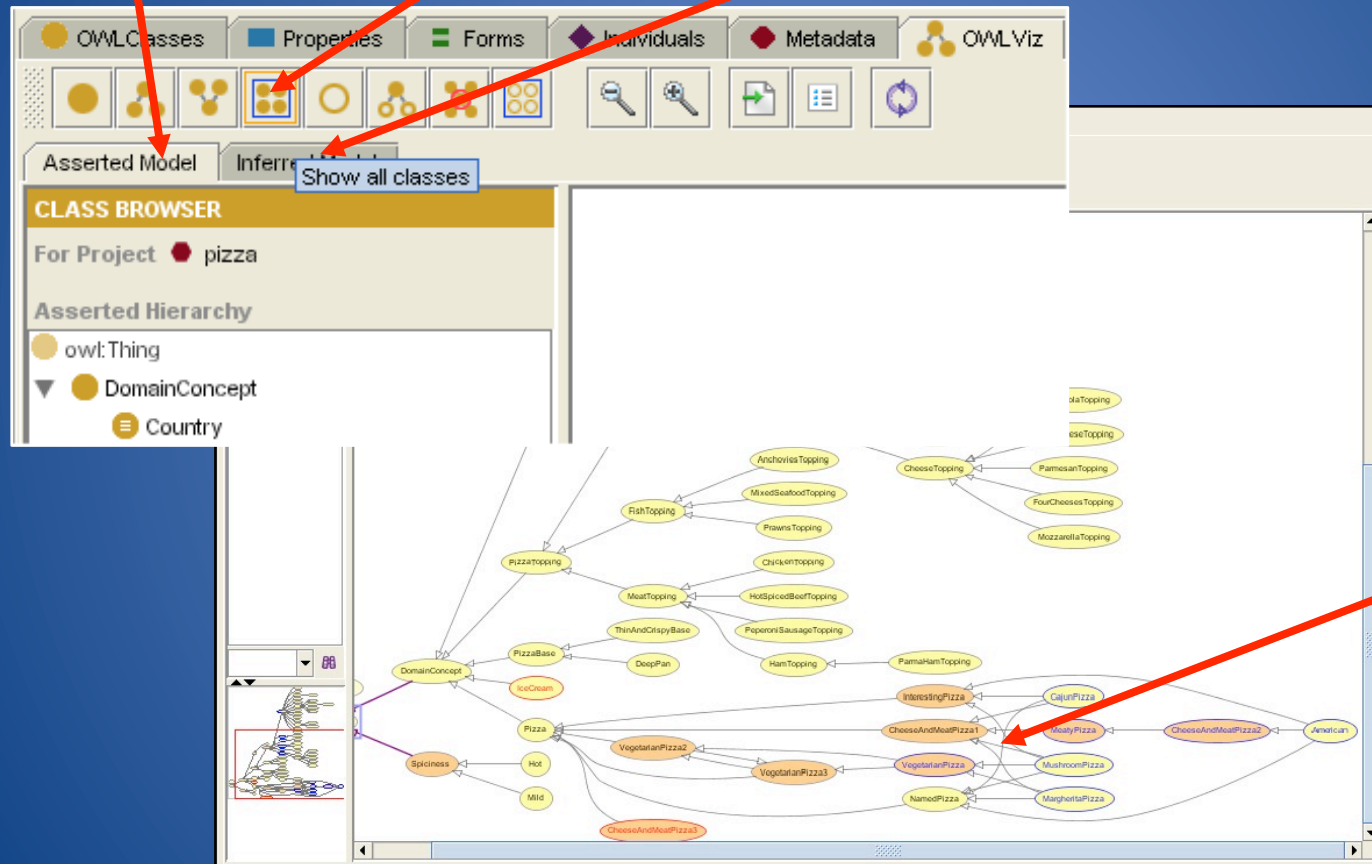 OWLClasses Properties Forms Individuals Metadata OWLViz
Asserted Model
Show all classes
CLASS BROWSER
For Project pizza
Asserted Hierarchy
owl:Thing
DomainConcept
Country
AnchoviesTopping
MixedSeafoodTopping
FishTopping
PrawnsTopping
CheeseTopping
ParmesanTopping
FourCheesesTopping
MozzarellaTopping
PizzaTopping
ChickenTopping
MeatTopping
HotSpicedBeefTopping
ThinAndCrispyBase
PeperoniSausageTopping
PizzaBase
DeepPan
HamTopping
ParmaHamTopping
DomainConcept
IceCream
InterestingPizza
CajunPizza
Pizza
CheeseAndMeatPizza1
MeatyPizza
CheeseAndMeatPizza2
American
VegetarianPizza2
Spiciness
Hot
VegetarianPizza3
VegetarianPizza
MushroomPizza
Mild
NamedPizza
MargheritaPizza
CheeseAndMeatPizza3